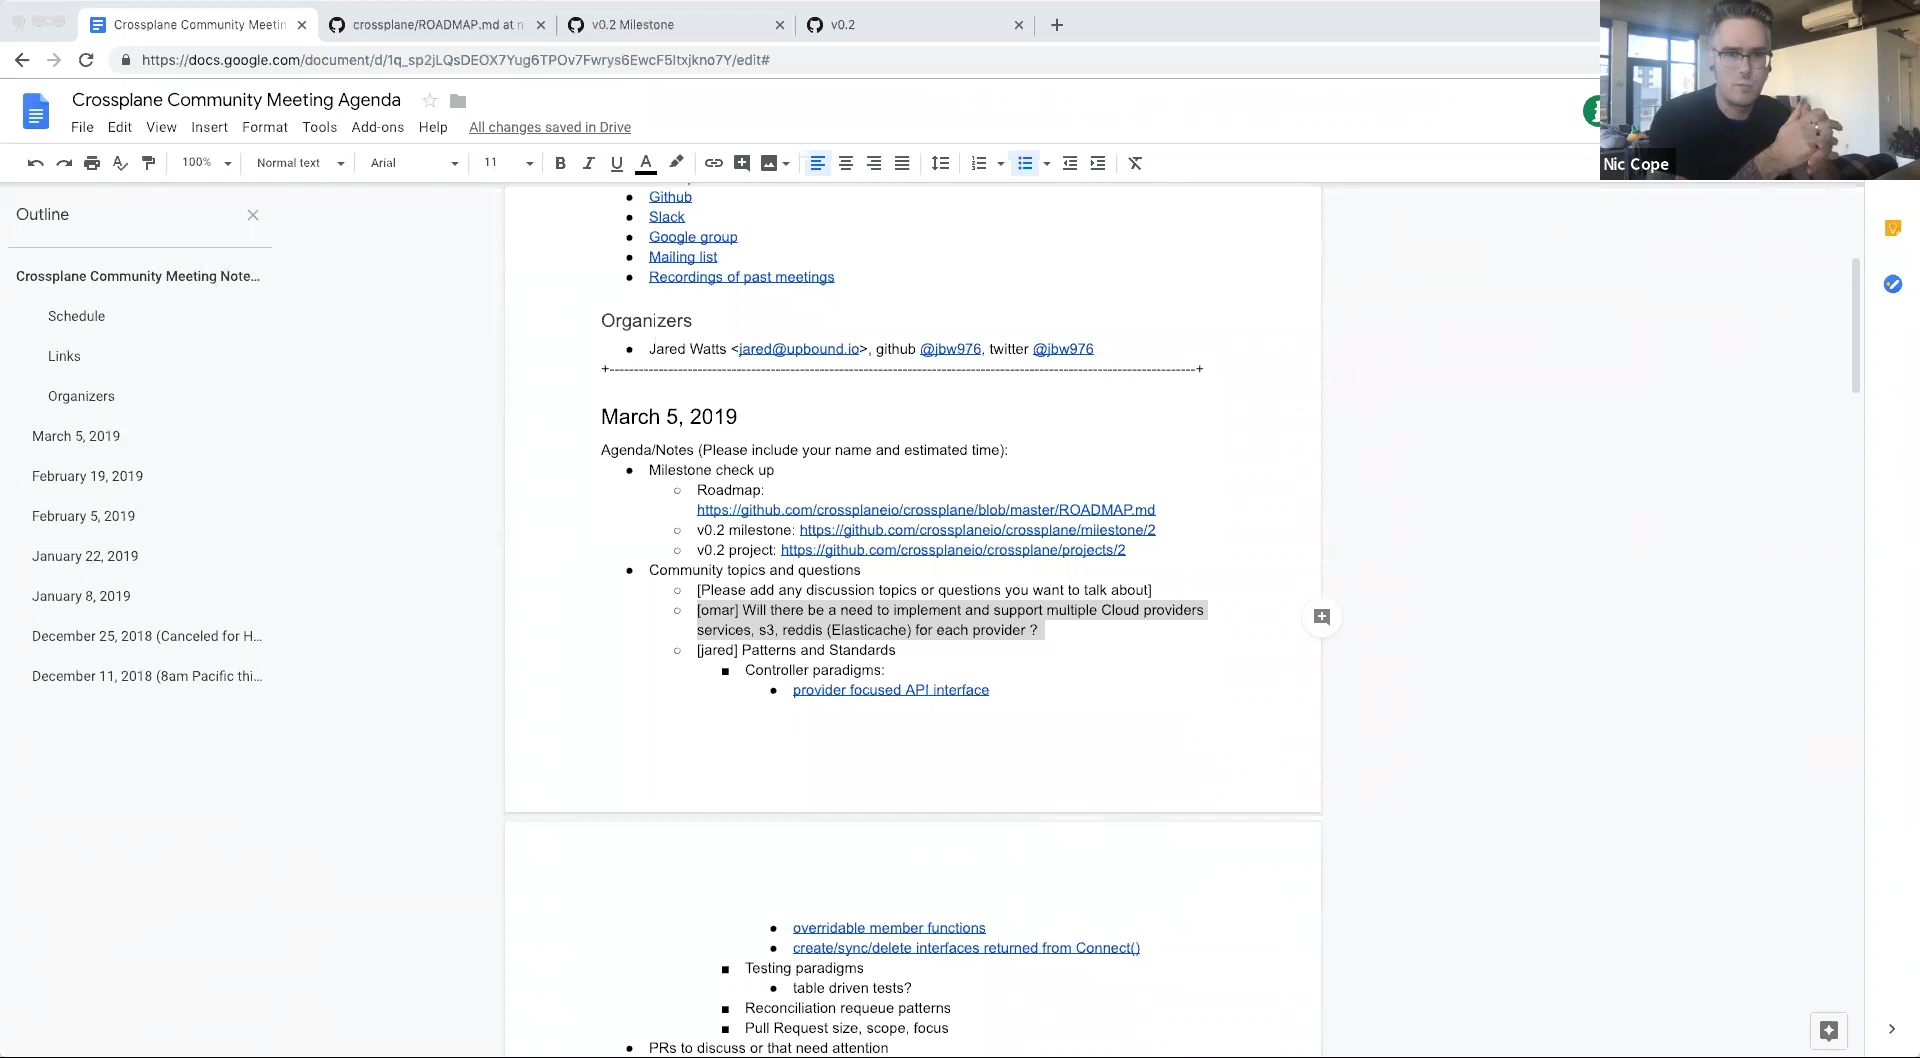 Crossplane Community Meetin
crossplane/ROADMAP.md at n
v0.2 Milestone
v0.2
https://docs.google.com/document/d/1q_sp2jLQsDEOX7Yug6TPOv7Fwrys6EwcF5ltxjkno7Y/edit#
Crossplane Community Meeting Agenda
File Edit View Insert Format Tools Add-ons Help All changes saved in Drive
100% Normal text Arial 11 B I U A
Nic Cope
Outline
Crossplane Community Meeting Note...
Schedule
Links
Organizers
March 5, 2019
February 19, 2019
February 5, 2019
January 22, 2019
January 8, 2019
December 25, 2018 (Canceled for H...
December 11, 2018 (8am Pacific thi...
Github
Slack
Google group
Mailing list
Recordings of past meetings
Organizers
Jared Watts <jared@upbound.io>, github @jbw976, twitter @jbw976
March 5, 2019
Agenda/Notes (Please include your name and estimated time):
Milestone check up
Roadmap:
https://github.com/crossplaneio/crossplane/blob/master/ROADMAP.md
v0.2 milestone: https://github.com/crossplaneio/crossplane/milestone/2
v0.2 project: https://github.com/crossplaneio/crossplane/projects/2
Community topics and questions
[Please add any discussion topics or questions you want to talk about]
[omar] Will there be a need to implement and support multiple Cloud providers
services, s3, reddis (Elasticache) for each provider ?
[jared] Patterns and Standards
Controller paradigms:
provider focused API interface
overridable member functions
create/sync/delete interfaces returned from Connect()
Testing paradigms
table driven tests?
Reconciliation requeue patterns
Pull Request size, scope, focus
PRs to discuss or that need attention